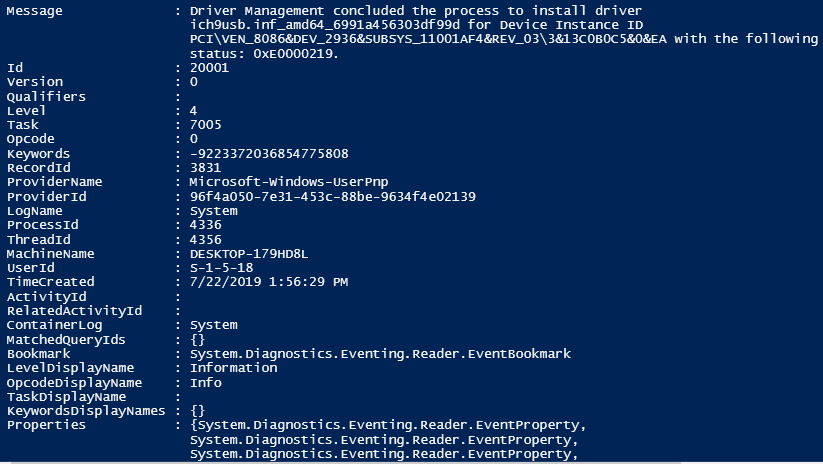 Message : Driver Management concluded the process to install driver
ich9usb.inf_amd64_6991a456303df99d for Device Instance ID
PCI\VEN_8086&DEV_2936&SUBSYS_11001AF4&REV_03\3&13C0B0C5&0&EA with the following
status: 0xE0000219.
Id : 20001
Version : 0
Qualifiers :
Level : 4
Task : 7005
Opcode : 0
Keywords : -9223372036854775808
RecordId : 3831
ProviderName : Microsoft-Windows-UserPnp
ProviderId : 96f4a050-7e31-453c-88be-9634f4e02139
LogName : System
ProcessId : 4336
ThreadId : 4356
MachineName : DESKTOP-179HD8L
UserId : S-1-5-18
TimeCreated : 7/22/2019 1:56:29 PM
ActivityId :
RelatedActivityId :
ContainerLog : System
MatchedQueryIds : {}
Bookmark : System.Diagnostics.Eventing.Reader.EventBookmark
LevelDisplayName : Information
OpcodeDisplayName : Info
TaskDisplayName :
KeywordsDisplayNames : {}
Properties : {System.Diagnostics.Eventing.Reader.EventProperty,
System.Diagnostics.Eventing.Reader.EventProperty,
System.Diagnostics.Eventing.Reader.EventProperty,